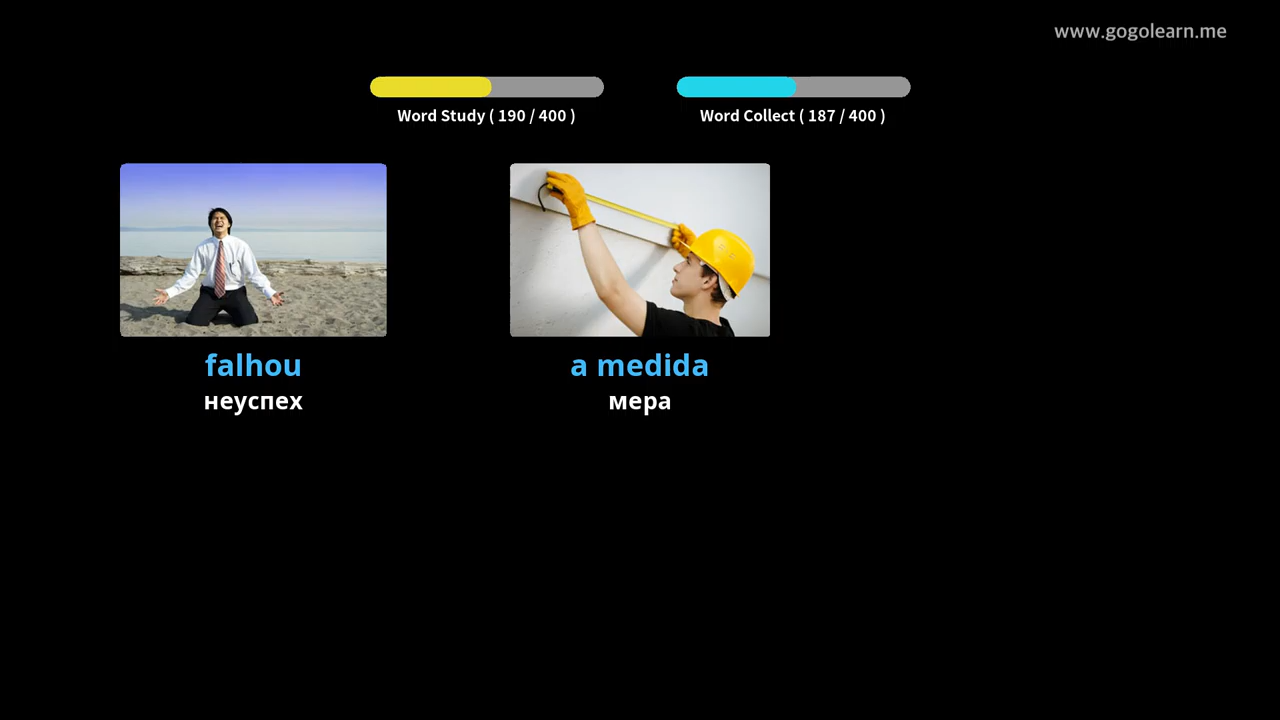 www.gogolearn.me
Word Study ( 190 / 400 )
Word Collect ( 187 / 400 )
falhou
неуспех
a medida
мера